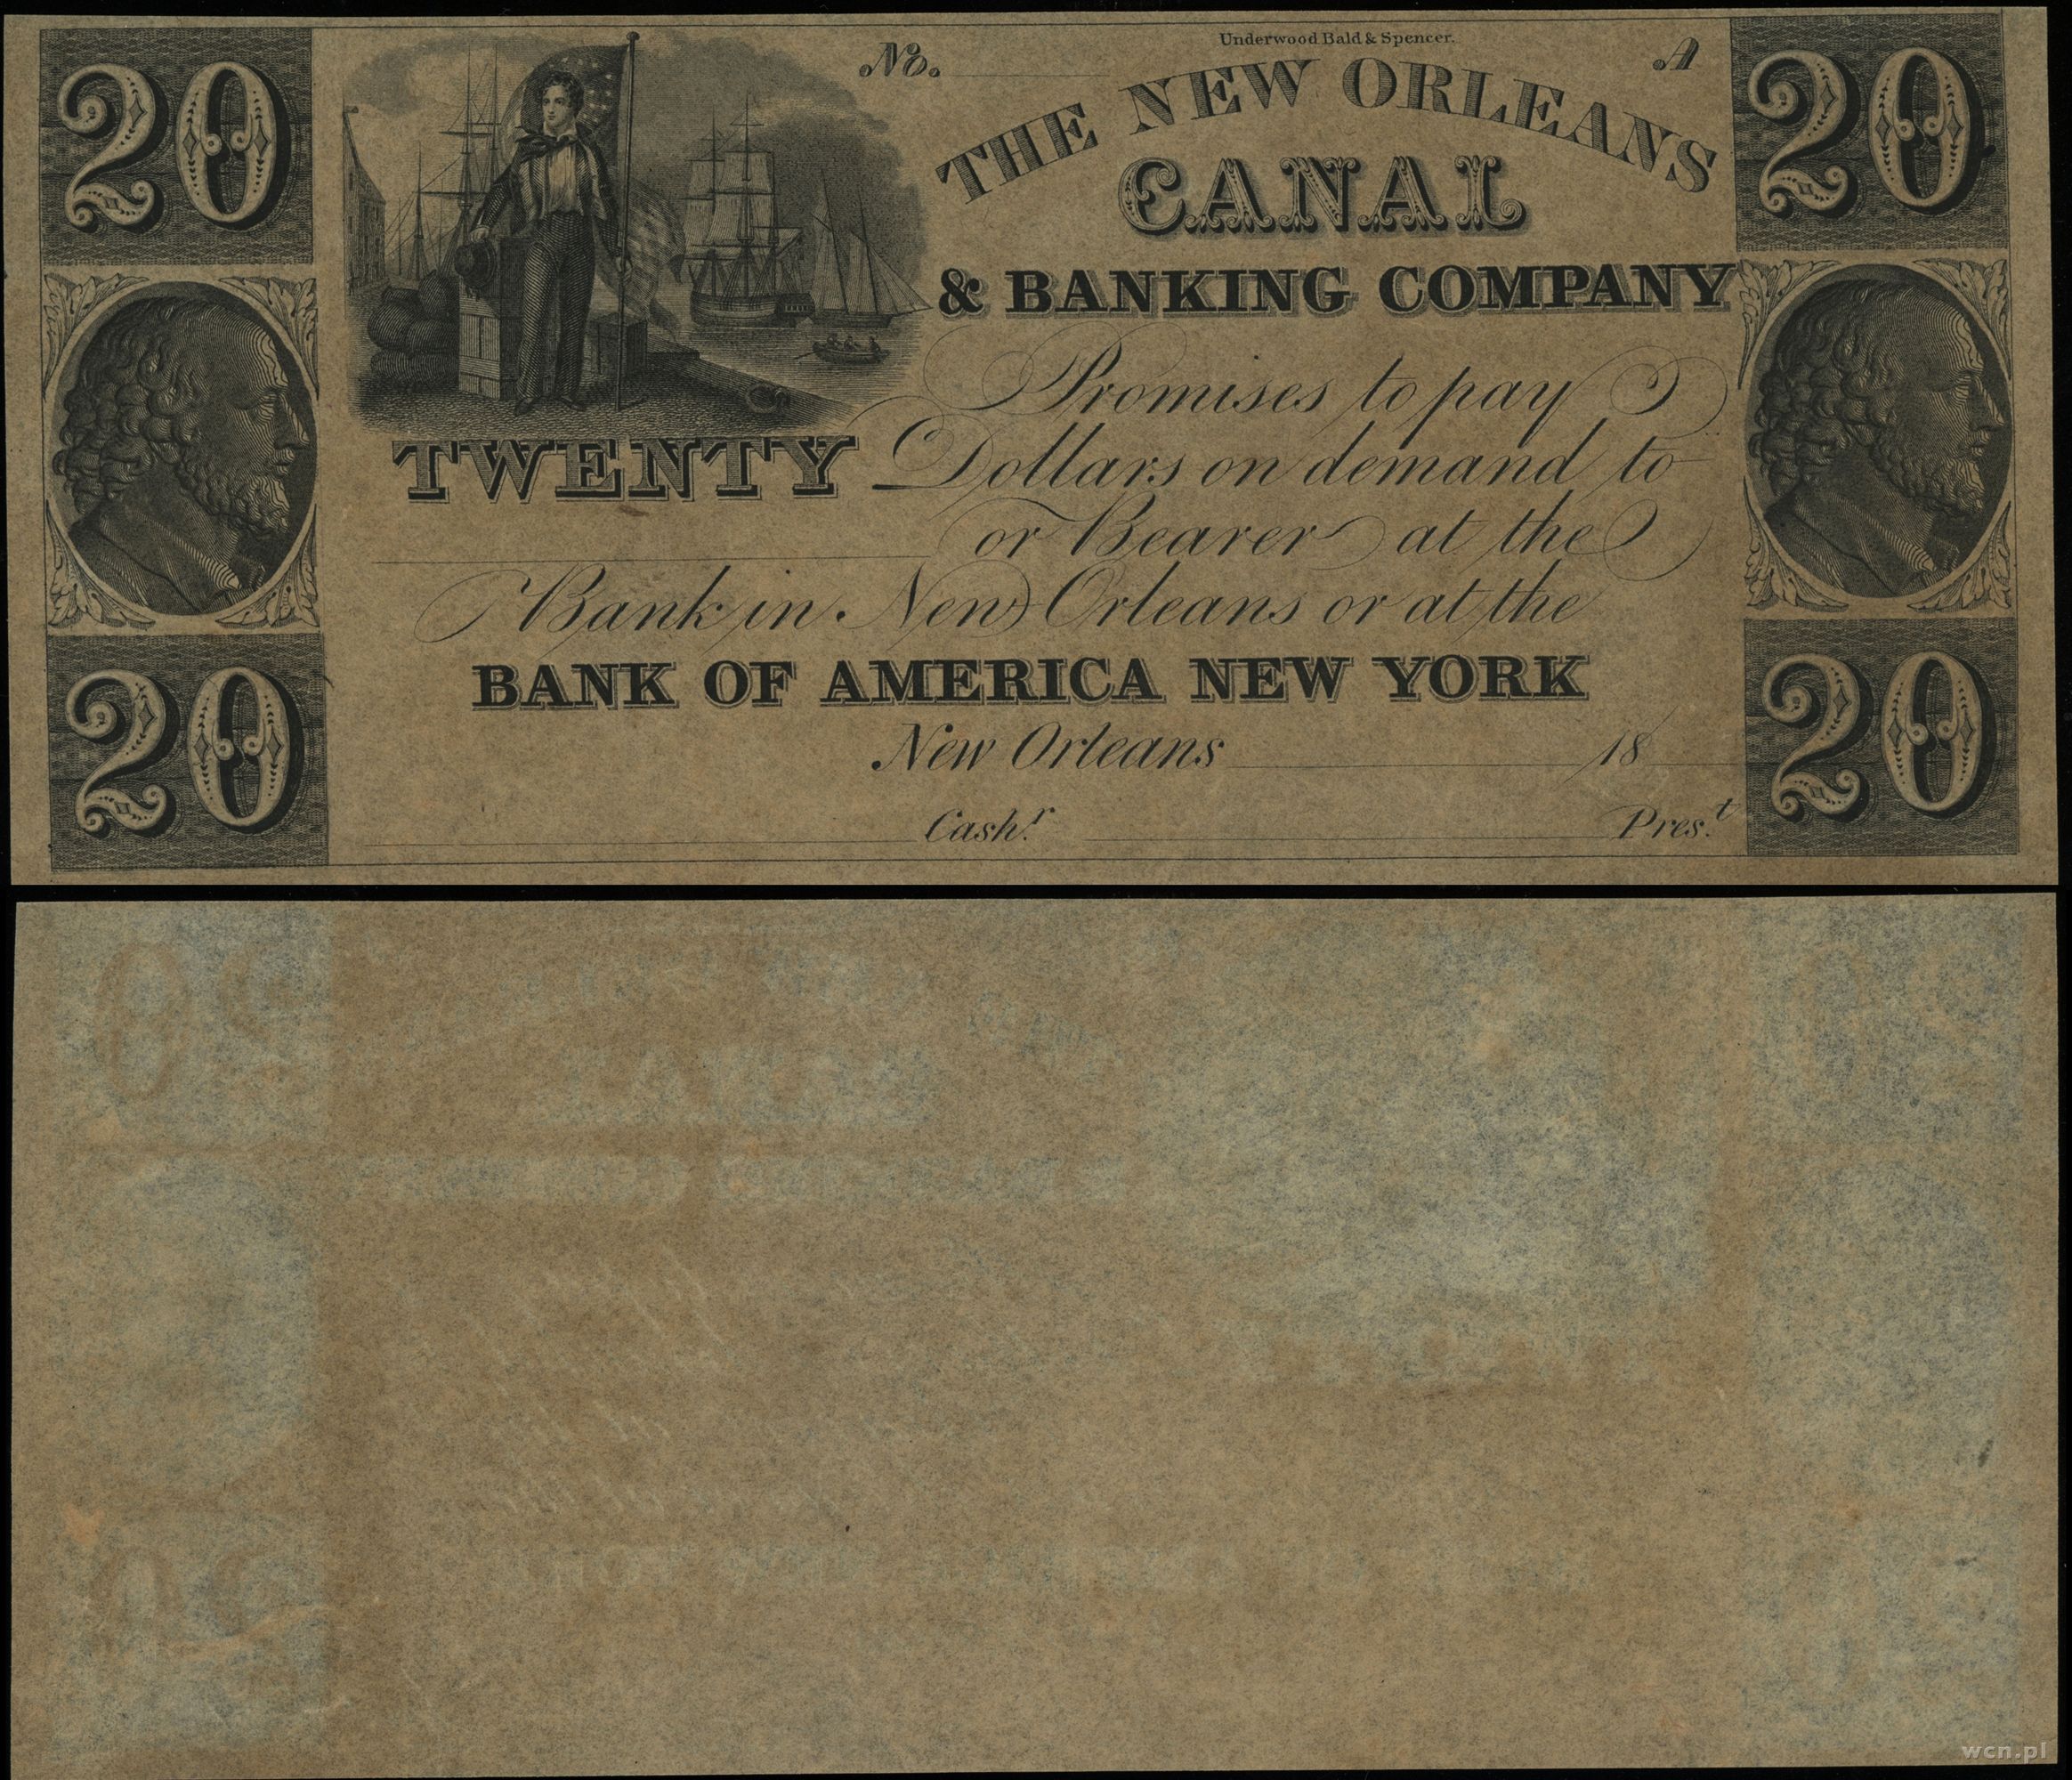 20
20
No.
Underwood Bald & Spencer.
A
THE NEW ORLEANS
CANAL
& BANKING COMPANY
Promises to pay
TWENTY Dollars on demand to
or Bearer at the
Bank in New Orleans or at the
BANK OF AMERICA NEW YORK
New Orleans 18
Cash.r Pres.t
20
20
wcn.pl